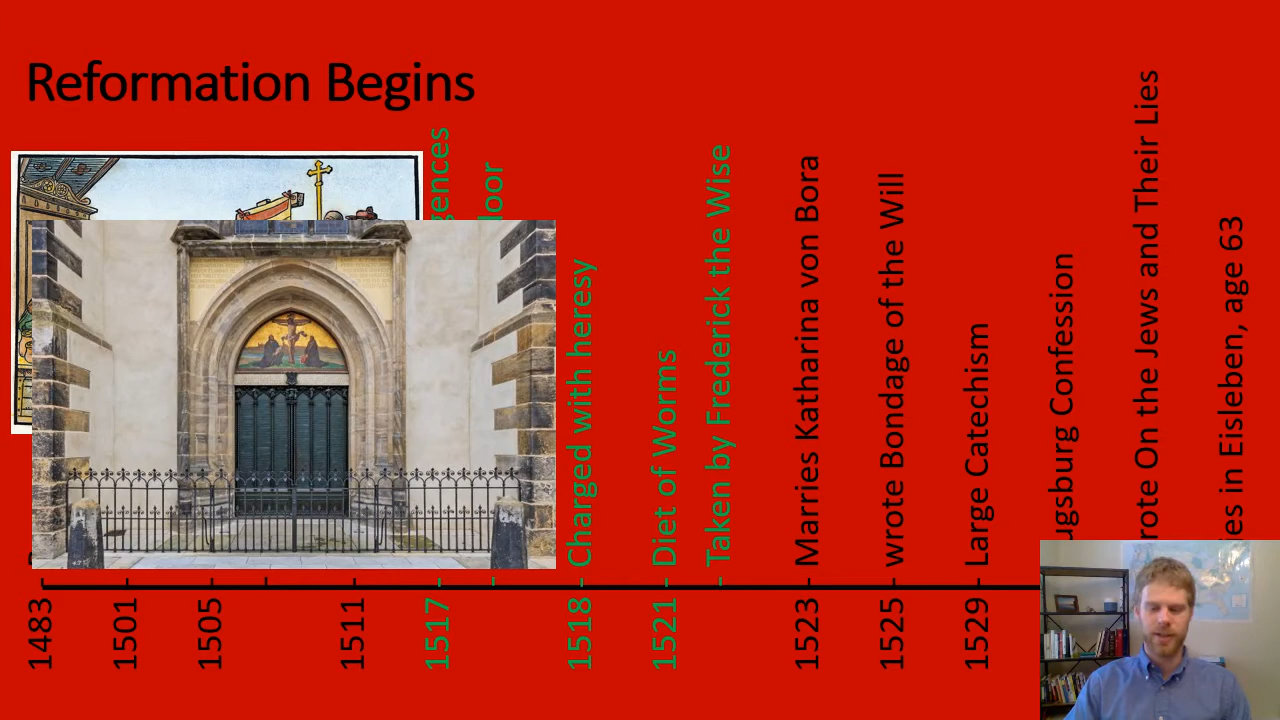 Reformation Begins
1483
1501
1505
1511
1517
1518 - Charged with heresy
1521 - Diet of Worms
- Taken by Frederick the Wise
1523 - Marries Katharina von Bora
1525 - wrote Bondage of the Will
1529 - Large Catechism
Confession
On the Jews and Their Lies
in Eisleben, age 63